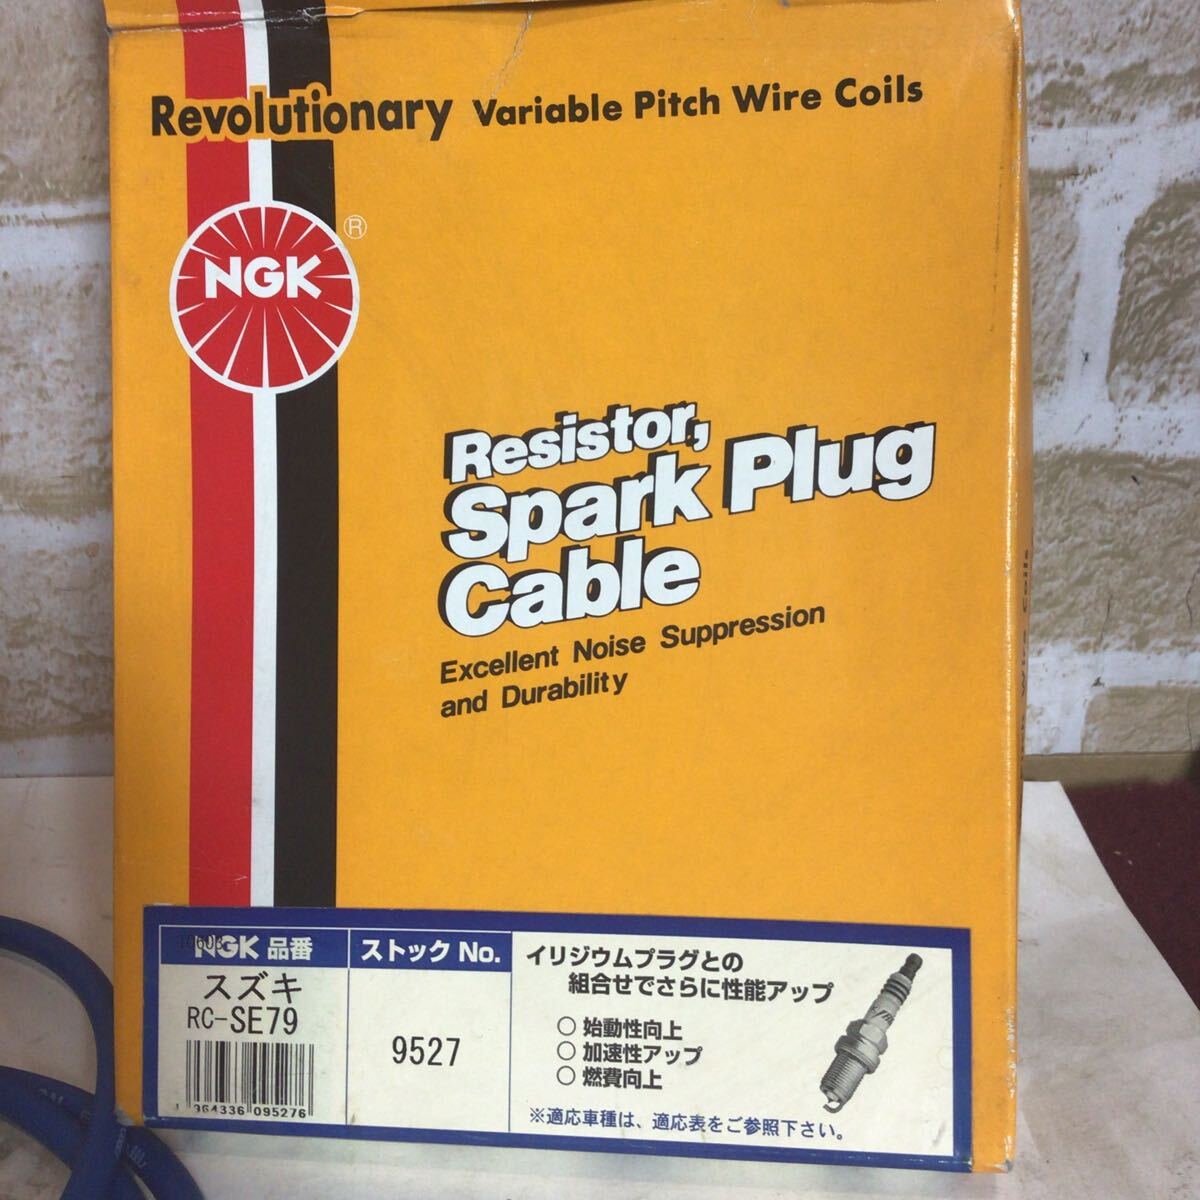 Revolutionary Variable Pitch Wire Coils
NGK
®
Resistor,
Spark Plug
Cable
Excellent Noise Suppression
and Durability
NGK 品番
スズキ
RC-SE79
964336 095276
ストック No.
9527
イリジウムプラグとの
組合せでさらに性能アップ
○ 始動性向上
○ 加速性アップ
○ 燃費向上
※適応車種は、適応表をご参照下さい。